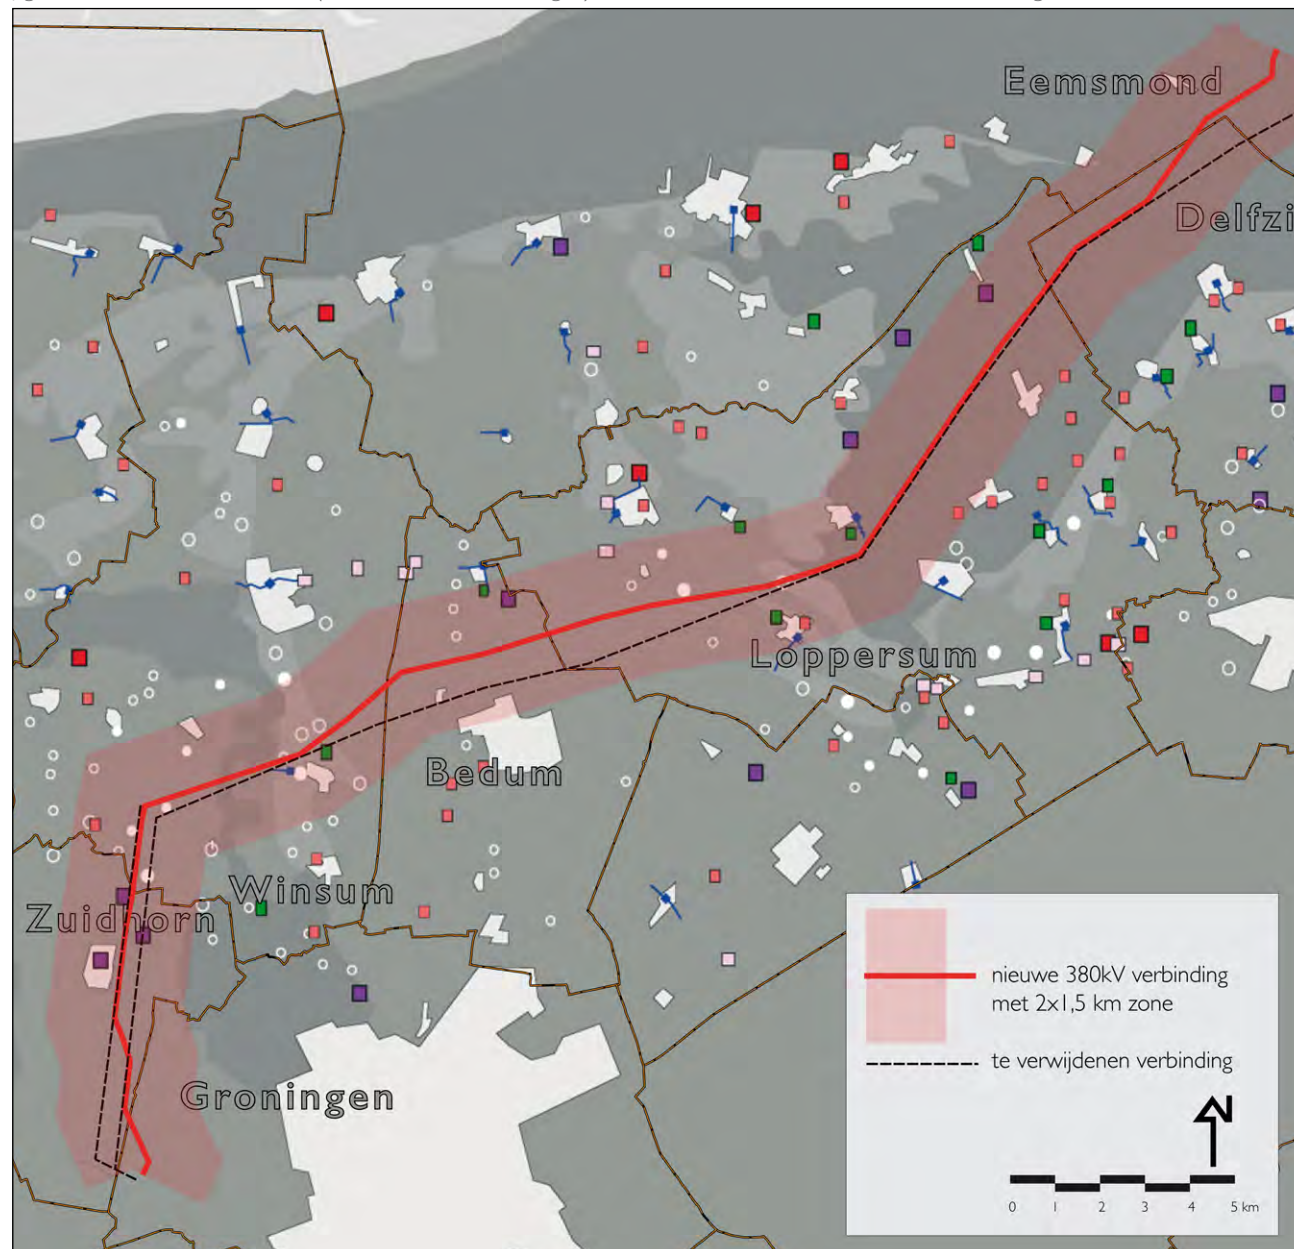 Eemsmond
Delfzi
Loppersum
Bedum
Winsum
Zuidhorn
Groningen
nieuwe 380kV verbinding
met 2x1,5 km zone
te verwijdenen verbinding
N
0 1 2 3 4 5 km